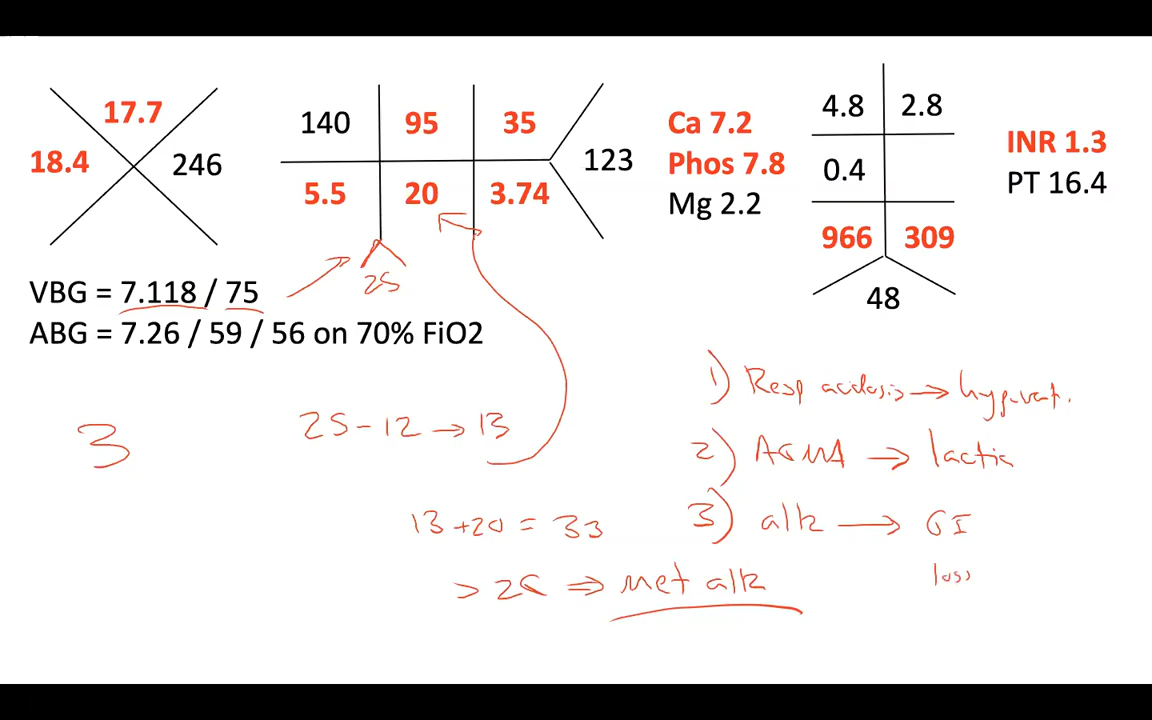 17.7
18.4 246
140 95 35
5.5 20 3.74
123
Ca 7.2
Phos 7.8
Mg 2.2
4.8 2.8
0.4
966 309
48
INR 1.3
PT 16.4
25
VBG = 7.118 / 75
ABG = 7.26 / 59 / 56 on 70% FiO2
3
25 - 12 → 13
13 + 20 = 33
⇒ met alk
1) Resp acidosis →
2) AGMA → lactic
3) alk → GI
loss